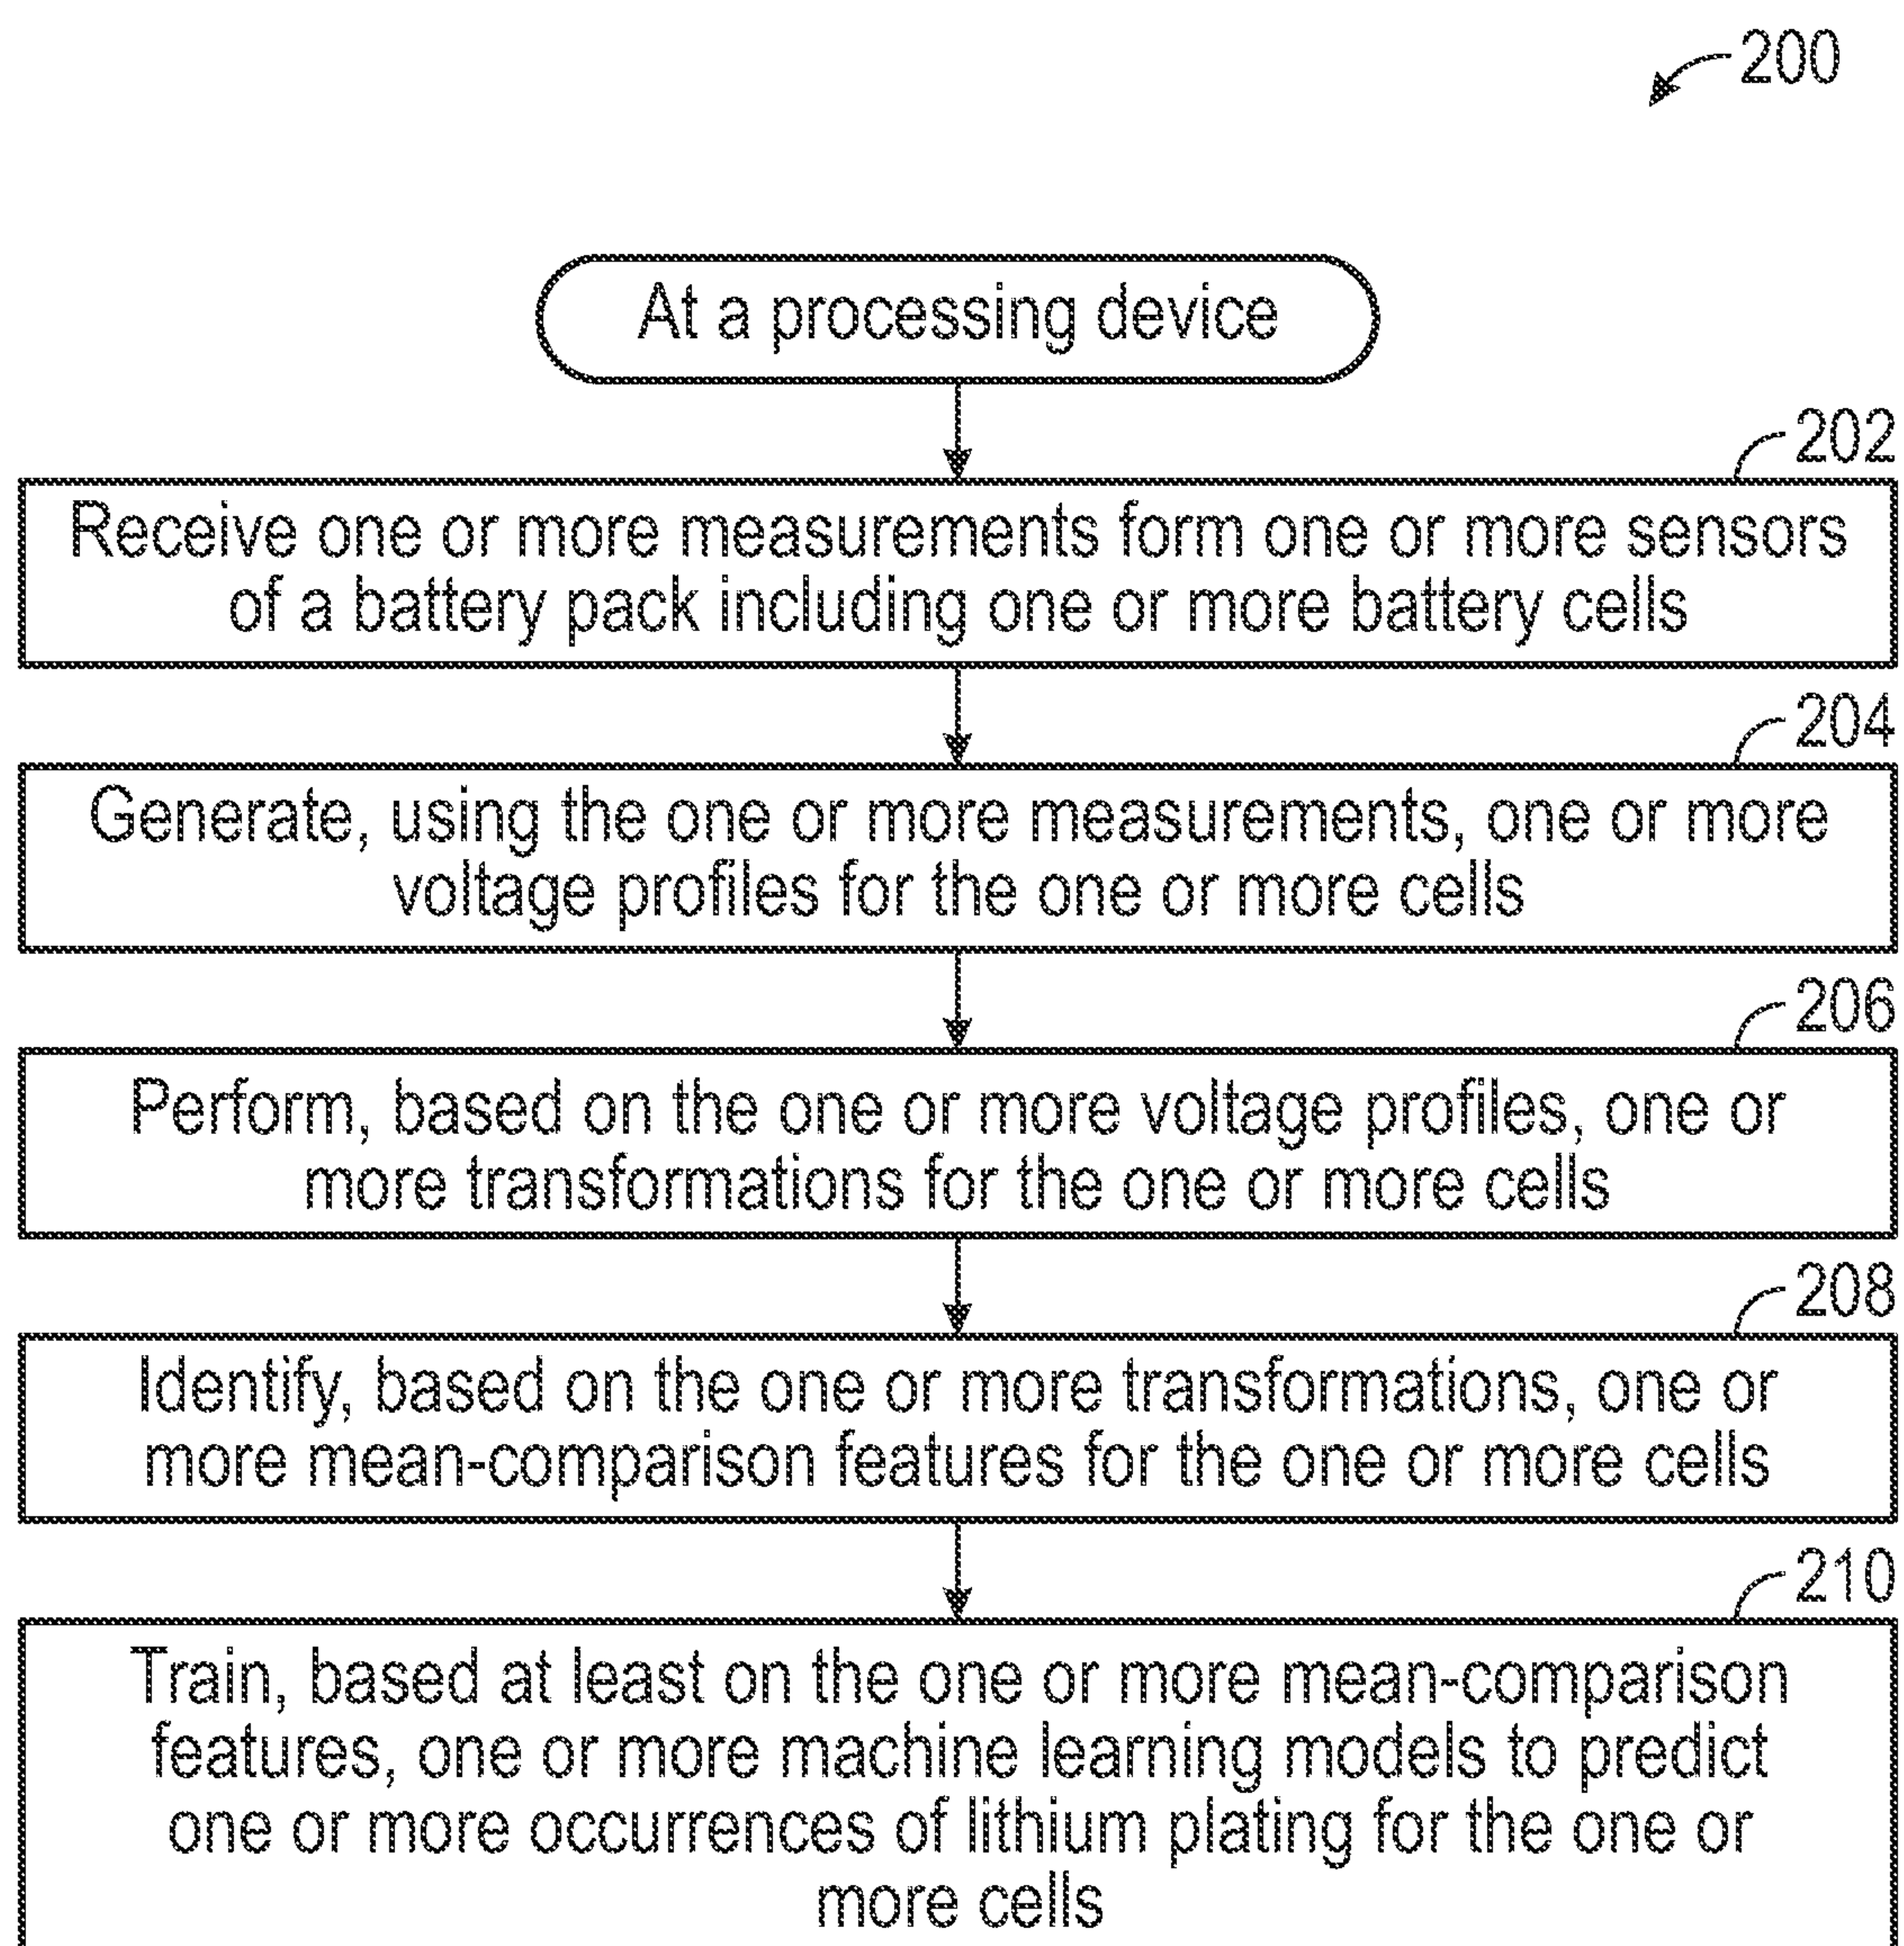 200
At a processing device
202
Receive one or more measurements form one or more sensors
of a battery pack including one or more battery cells
204
Generate, using the one or more measurements, one or more
voltage profiles for the one or more cells
206
Perform, based on the one or more voltage profiles, one or
more transformations for the one or more cells
208
Identify, based on the one or more transformations, one or
more mean-comparison features for the one or more cells
210
Train, based at least on the one or more mean-comparison
features, one or more machine learning models to predict
one or more occurrences of lithium plating for the one or
more cells